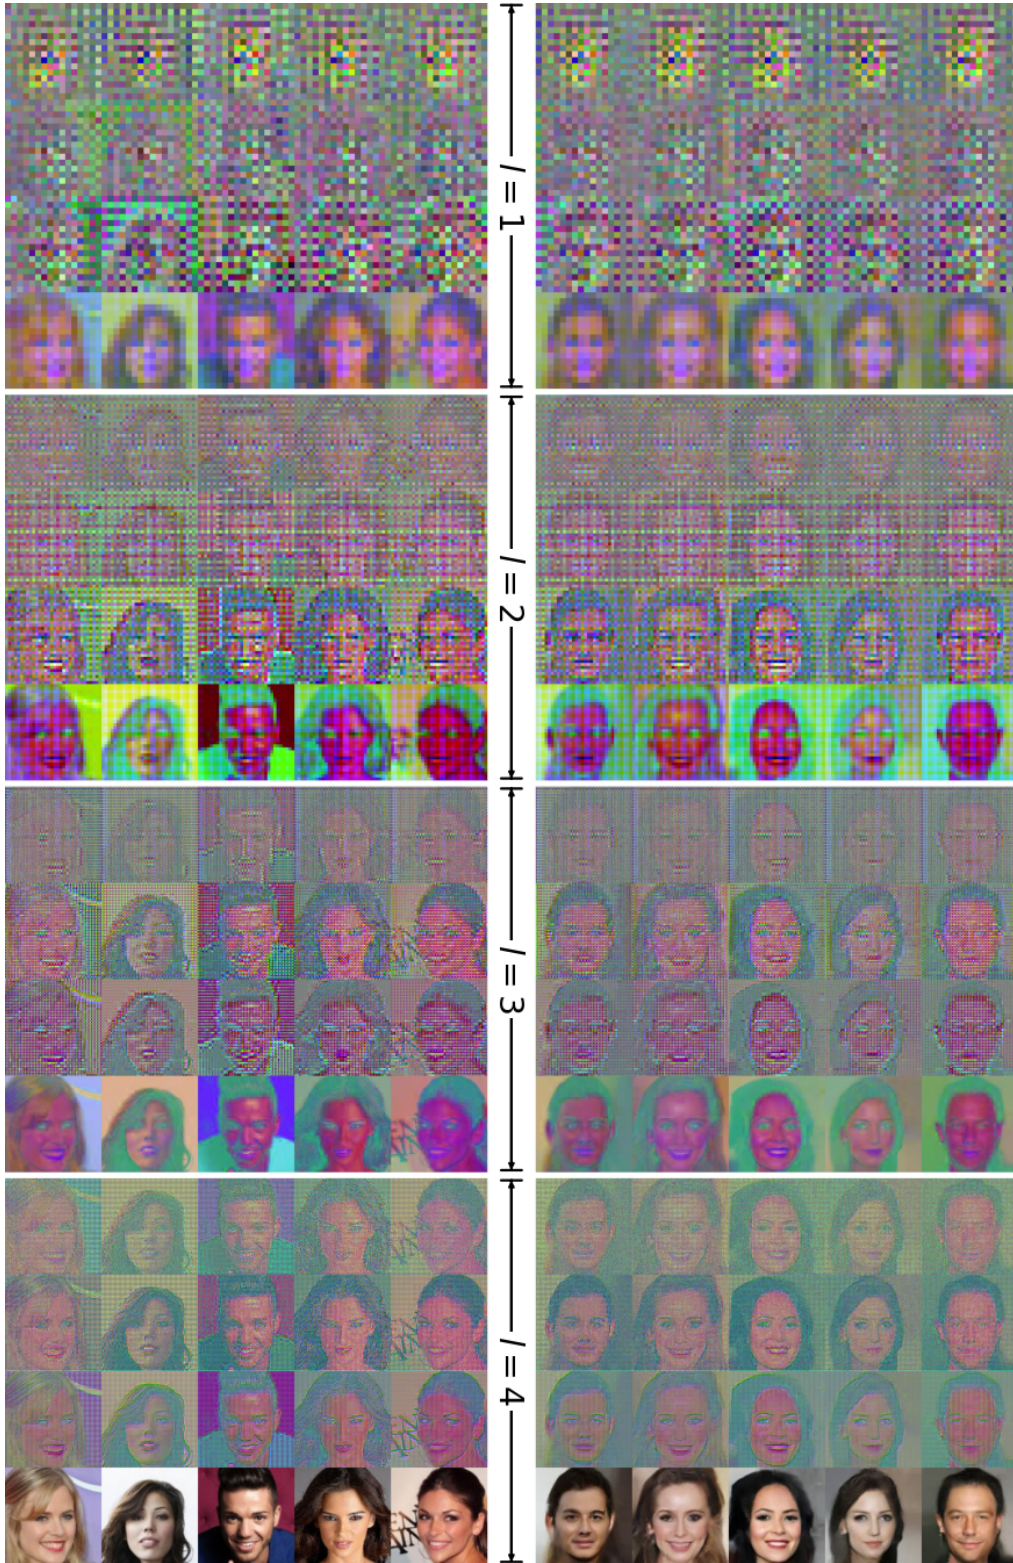 l = 1
l = 2
l = 3
l = 4